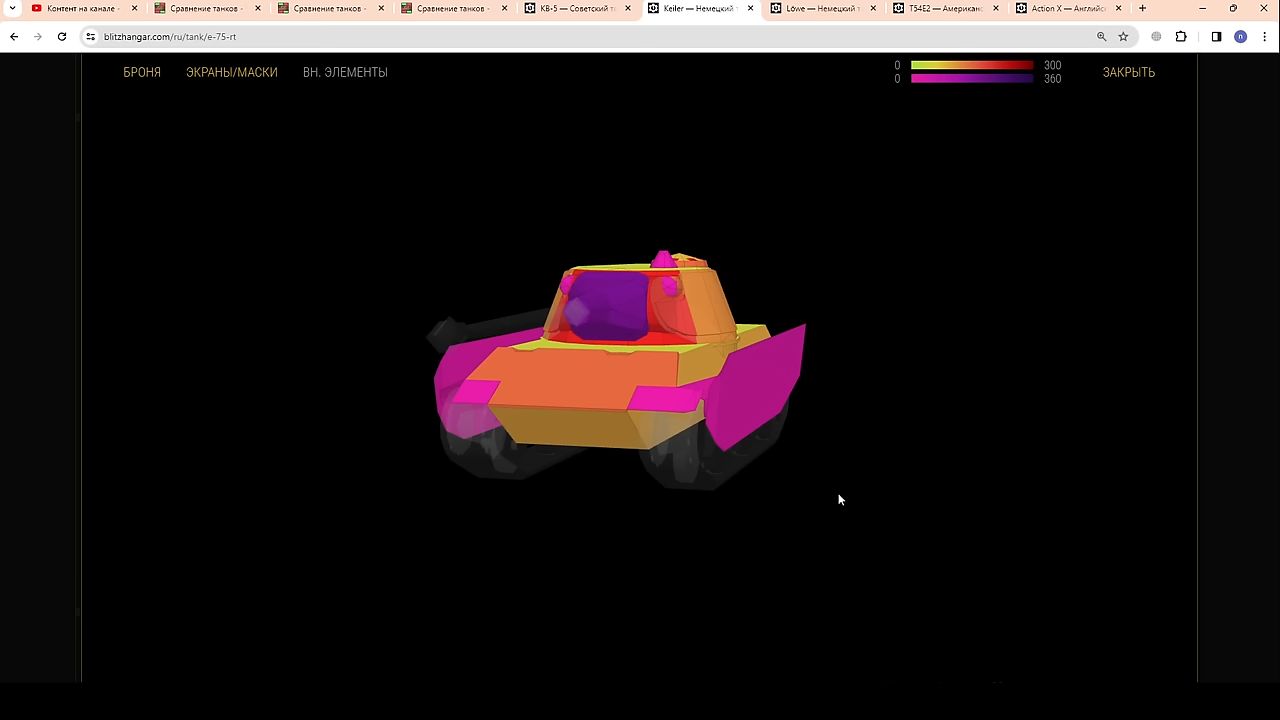 Контент на канале -
Сравнение танков -
Сравнение танков -
Сравнение танков -
КВ-5 — Советский т
Keiler — Немецкий т
Löwe — Немецкий т
T54E2 — Американс
Action X — Английс
blitzhangar.com/ru/tank/e-75-rt
n
БРОНЯ ЭКРАНЫ/МАСКИ ВН. ЭЛЕМЕНТЫ
0 300
0 360
ЗАКРЫТЬ